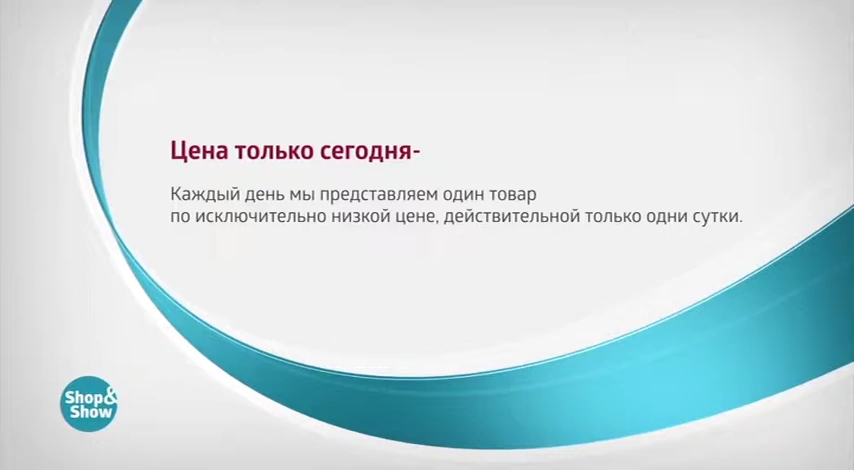 Цена только сегодня-
Каждый день мы представляем один товар
по исключительно низкой цене, действительной только одни сутки.
Shop&
Show